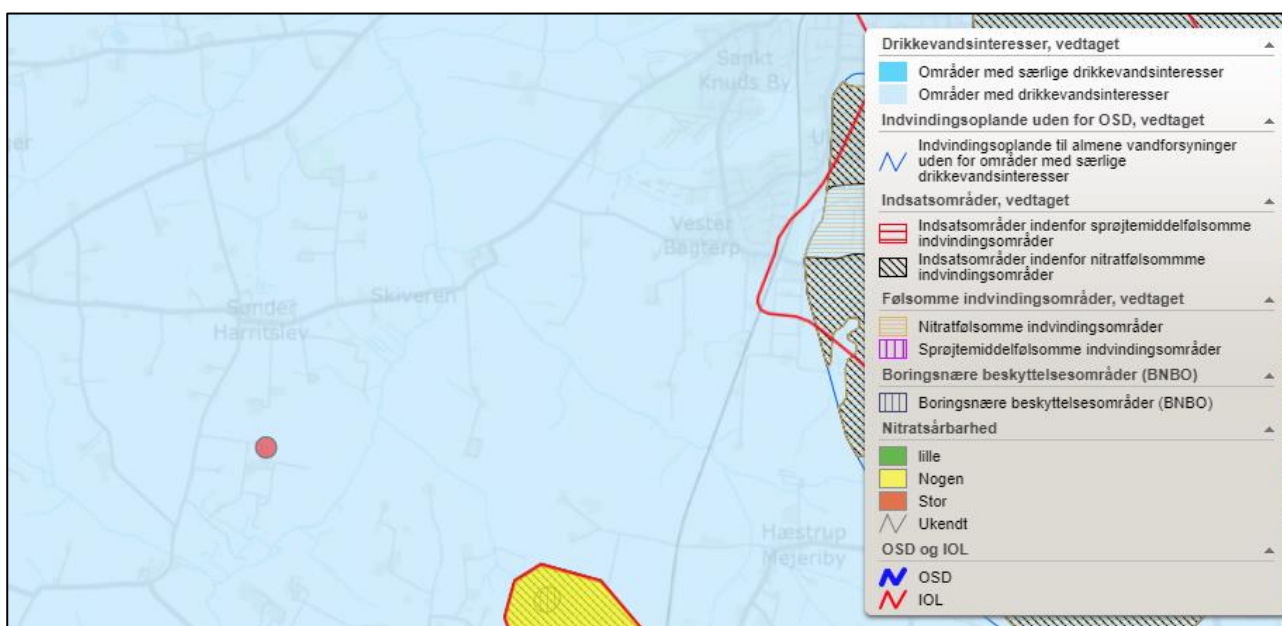 Sankt
Knuds By
Vester
Bagterp
Skiveren
Sønder
Harritslev
Hæstrup
Mejeriby
Drikkevandsinteresser, vedtaget
Områder med særlige drikkevandsinteresser
Områder med drikkevandsinteresser
Indvindingsoplande uden for OSD, vedtaget
Indvindingsoplande til almene vandforsyninger
uden for områder med særlige
drikkevandsinteresser
Indsatsområder, vedtaget
Indsatsområder indenfor sprøjtemiddelfølsomme
indvindingsområder
Indsatsområder indenfor nitratfølsommme
indvindingsområder
Følsomme indvindingsområder, vedtaget
Nitratfølsomme indvindingsområder
Sprøjtemiddelfølsomme indvindingsområder
Boringsnære beskyttelsesområder (BNBO)
Boringsnære beskyttelsesområder (BNBO)
Nitratsårbarhed
lille
Nogen
Stor
Ukendt
OSD og IOL
OSD
IOL